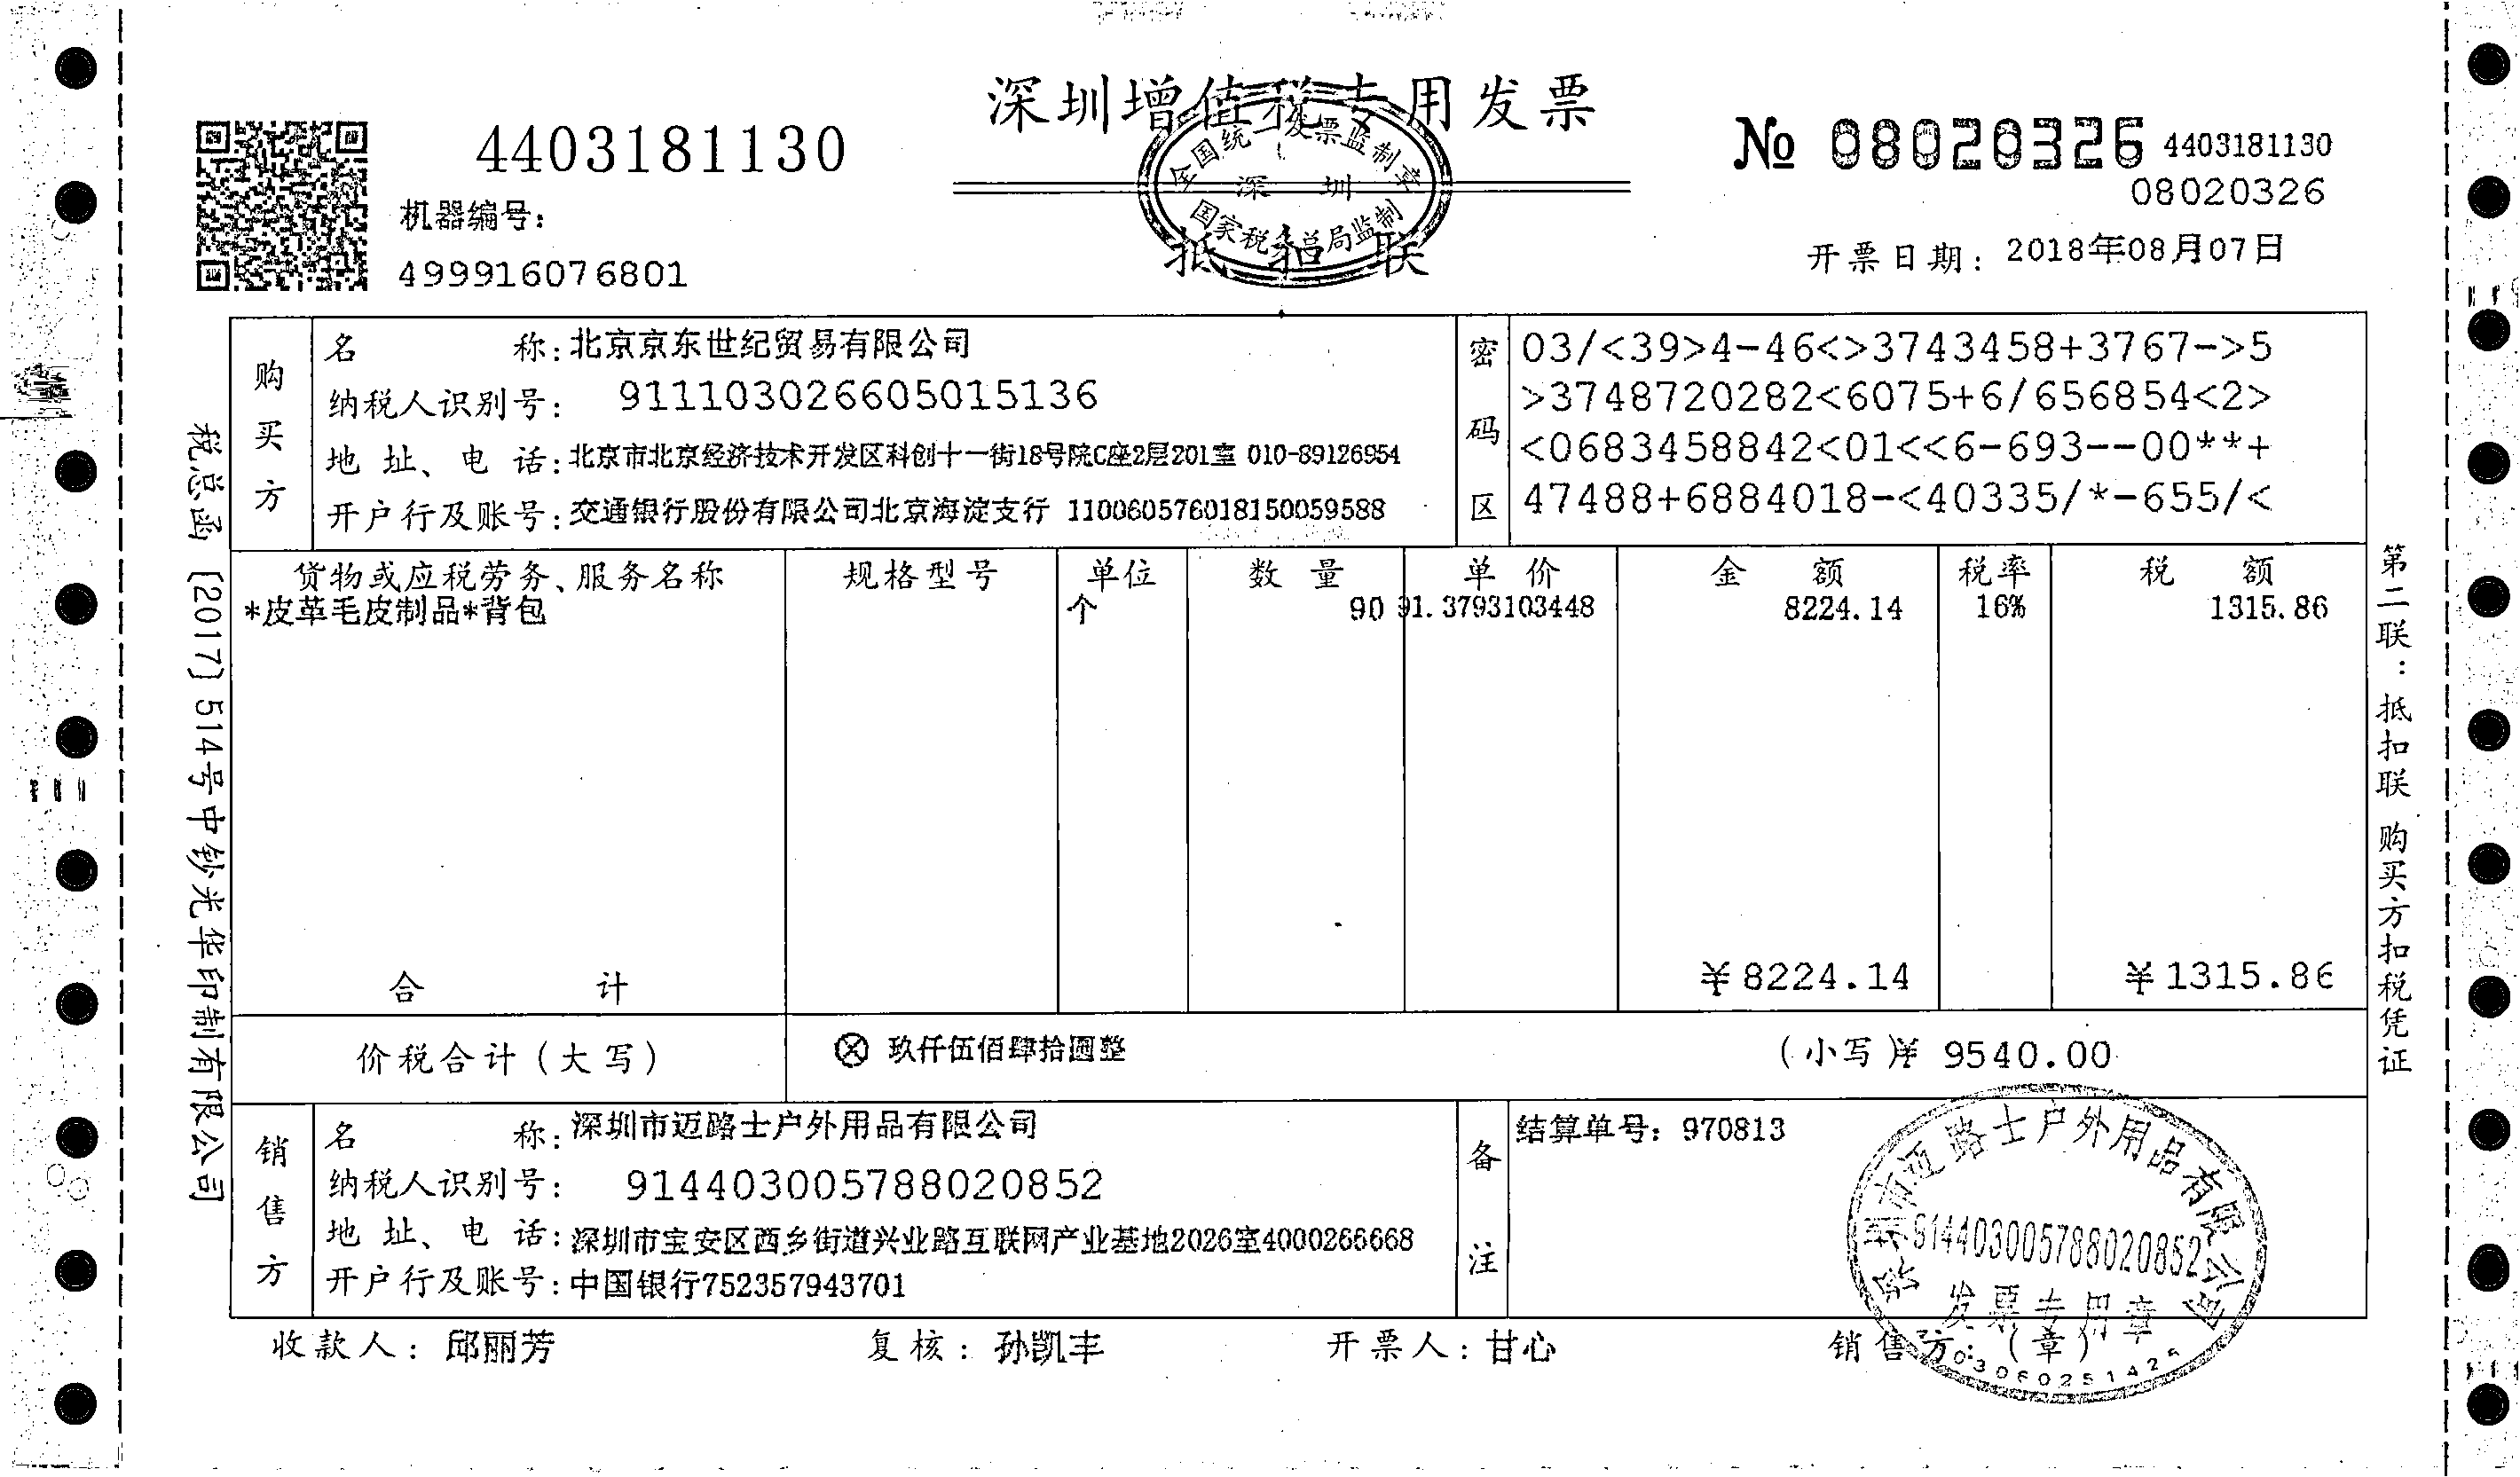 深圳增值税专用发票
4403181130
№ 08020326 4403181130
08020326
机器编号:
499916076801
全国统一发票监制章
深 圳
国家税务总局监制
抵 扣 联
开票日期: 2018年08月07日
购买方
名 称: 北京京东世纪贸易有限公司
纳税人识别号: 911103026605015136
地 址、电 话: 北京市北京经济技术开发区科创十一街18号院C座2层201室 010-89126954
开户行及账号: 交通银行股份有限公司北京海淀支行 110060576018150059588
密码区
03/<39>4-46<>3743458+3767->5
>3748720282<6075+6/656854<2>
<0683458842<01<<6-693--00**+
47488+6884018-<40335/*-655/<
货物或应税劳务、服务名称 规格型号 单位 数 量 单 价 金 额 税率 税 额
*皮革毛皮制品*背包 个 90 91.3793103448 8224.14 16% 1315.86
合 计 ¥8224.14 ¥1315.86
价税合计（大写） ⊗ 玖仟伍佰肆拾圆整 （小写）¥ 9540.00
销售方
名 称: 深圳市迈路士户外用品有限公司
纳税人识别号: 914403005788020852
地 址、电 话: 深圳市宝安区西乡街道兴业路互联网产业基地2026室4000266668
开户行及账号: 中国银行752357943701
备注
结算单号: 970813
深圳市迈路士户外用品有限公司
914403005788020852
发票专用章
收款人: 邱丽芳 复核: 孙凯丰 开票人: 甘心 销售方: （章）
税总函〔2017〕514号中钞光华印制有限公司
第二联: 抵扣联 购买方扣税凭证